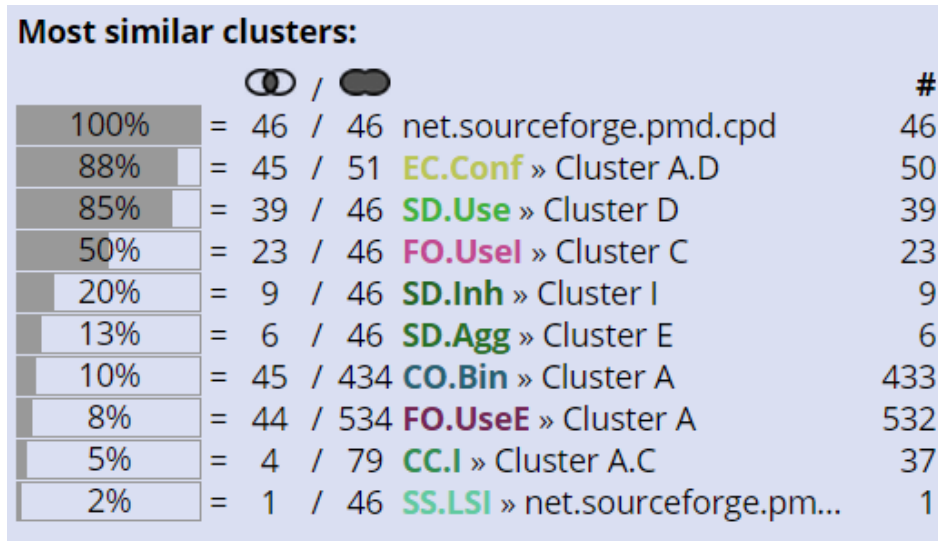 Most similar clusters:
/ #
100% = 46 / 46 net.sourceforge.pmd.cpd 46
88% = 45 / 51 EC.Conf » Cluster A.D 50
85% = 39 / 46 SD.Use » Cluster D 39
50% = 23 / 46 FO.UseI » Cluster C 23
20% = 9 / 46 SD.Inh » Cluster I 9
13% = 6 / 46 SD.Agg » Cluster E 6
10% = 45 / 434 CO.Bin » Cluster A 433
8% = 44 / 534 FO.UseE » Cluster A 532
5% = 4 / 79 CC.I » Cluster A.C 37
2% = 1 / 46 SS.LSI » net.sourceforge.pm... 1